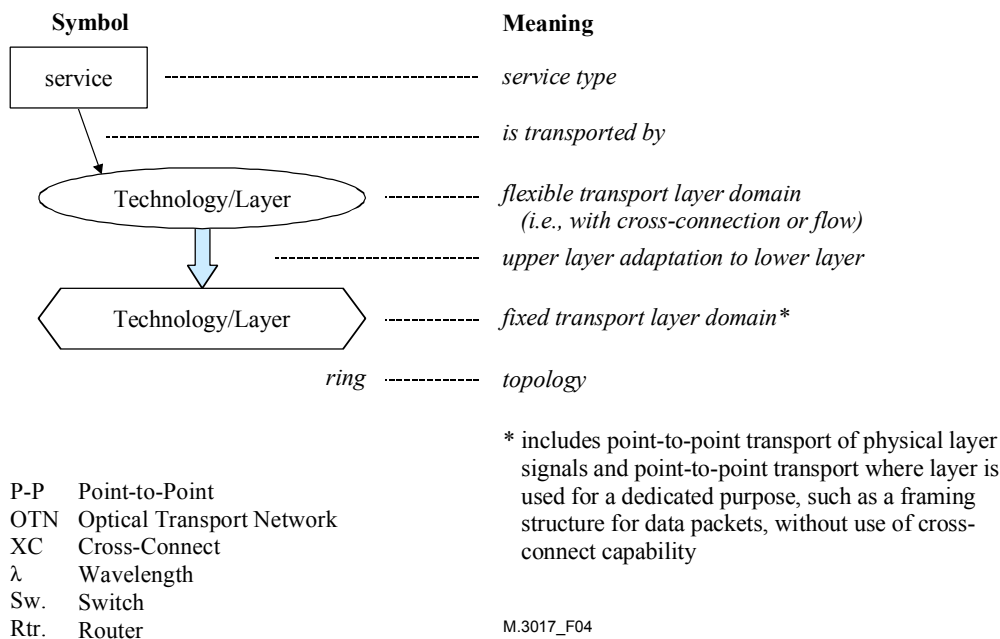 Symbol Meaning
service service type
is transported by
Technology/Layer flexible transport layer domain
(i.e., with cross-connection or flow)
upper layer adaptation to lower layer
Technology/Layer fixed transport layer domain*
ring topology
* includes point-to-point transport of physical layer
signals and point-to-point transport where layer is
used for a dedicated purpose, such as a framing
structure for data packets, without use of cross-
connect capability
P-P Point-to-Point
OTN Optical Transport Network
XC Cross-Connect
λ Wavelength
Sw. Switch
Rtr. Router
M.3017_F04